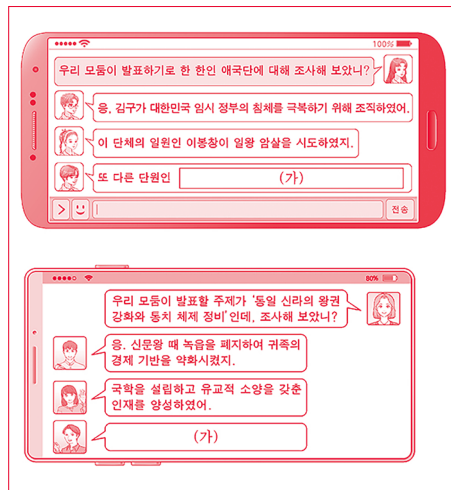 100%
우리 모둠이 발표하기로 한 한인 애국단에 대해 조사해 보았니?
응. 김구가 대한민국 임시 정부의 침체를 극복하기 위해 조직하였어.
이 단체의 일원인 이봉창이 일왕 암살을 시도하였지.
또 다른 단원인 (가)
전송
80%
우리 모둠이 발표할 주제가 '통일 신라의 왕권
강화와 통치 체제 정비'인데, 조사해 보았니?
응. 신문왕 때 녹읍을 폐지하여 귀족의
경제 기반을 약화시켰지.
국학을 설립하고 유교적 소양을 갖춘
인재를 양성하였어.
(가)